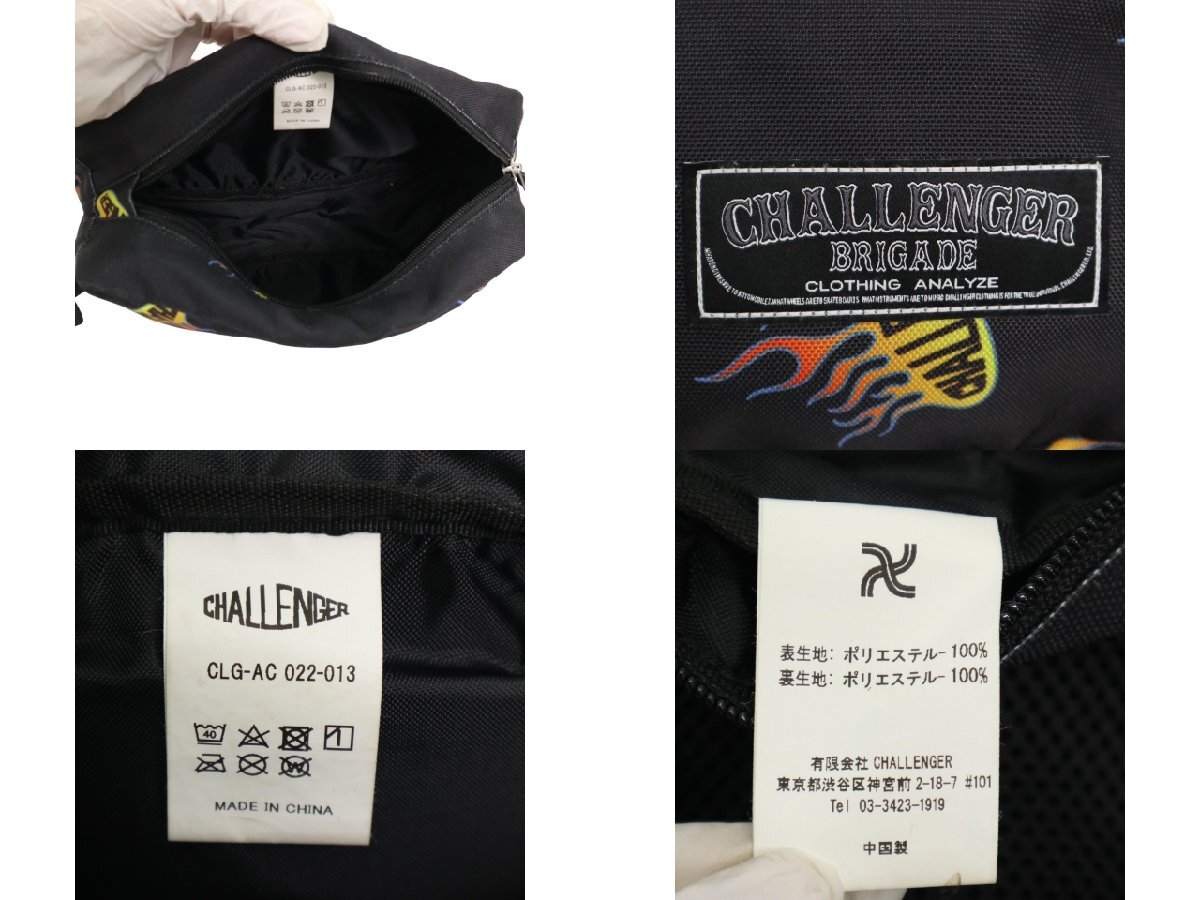 CLG-AC 022-013
MADE IN CHINA
CHALLENGER
BRIGADE
CLOTHING ANALYZE
CHALLENGER
CLG-AC 022-013
40
MADE IN CHINA
表生地: ポリエステル-100%
裏生地: ポリエステル-100%
有限会社 CHALLENGER
東京都渋谷区神宮前 2-18-7 #101
Tel 03-3423-1919
中国製